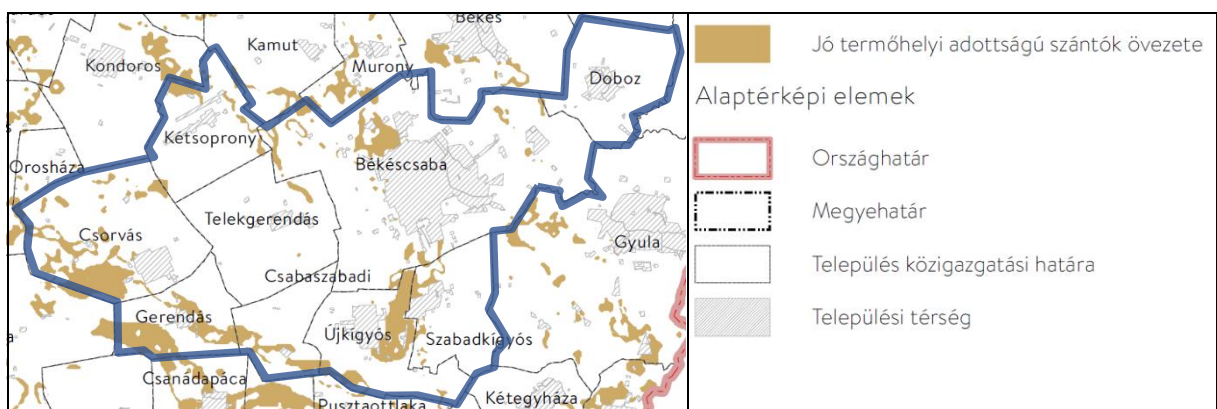 Békés
Kamut
Kondoros
Murony
Doboz
Kétsoprony
Orosháza
Békéscsaba
Telekgerendás
Csorvás
Gyula
Csabaszabadi
Gerendás
Újkígyós
Szabadkígyós
Csanádapáca
Pusztaottlaka
Kétegyháza
Jó termőhelyi adottságú szántók övezete
Alaptérképi elemek
Országhatár
Megyehatár
Település közigazgatási határa
Települési térség